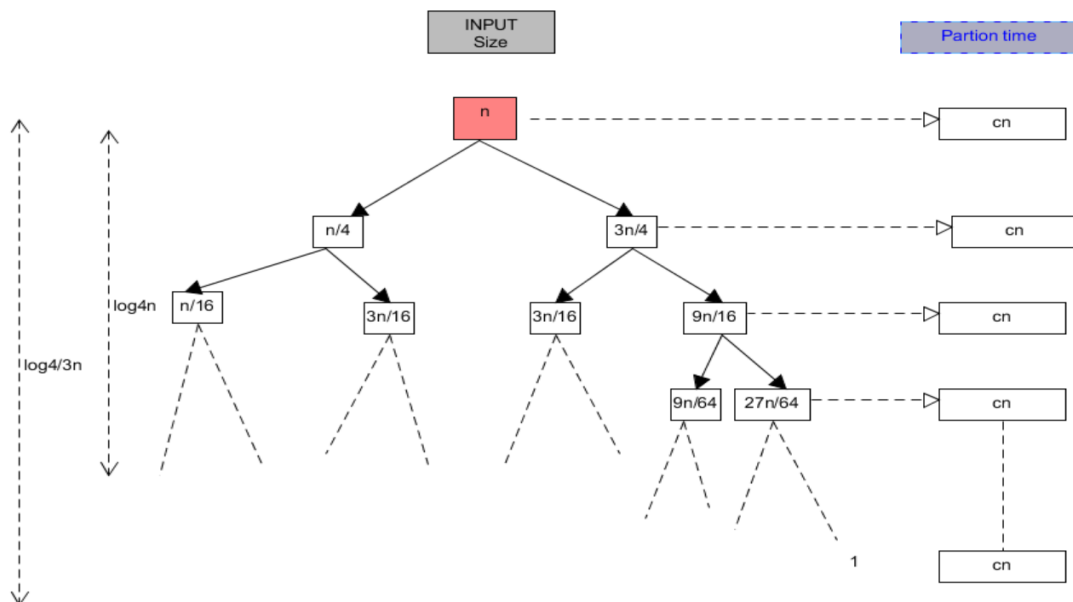 INPUT
Size
Partion time
n
cn
n/4
3n/4
cn
n/16
3n/16
3n/16
9n/16
cn
log4n
log4/3n
9n/64
27n/64
cn
1
cn